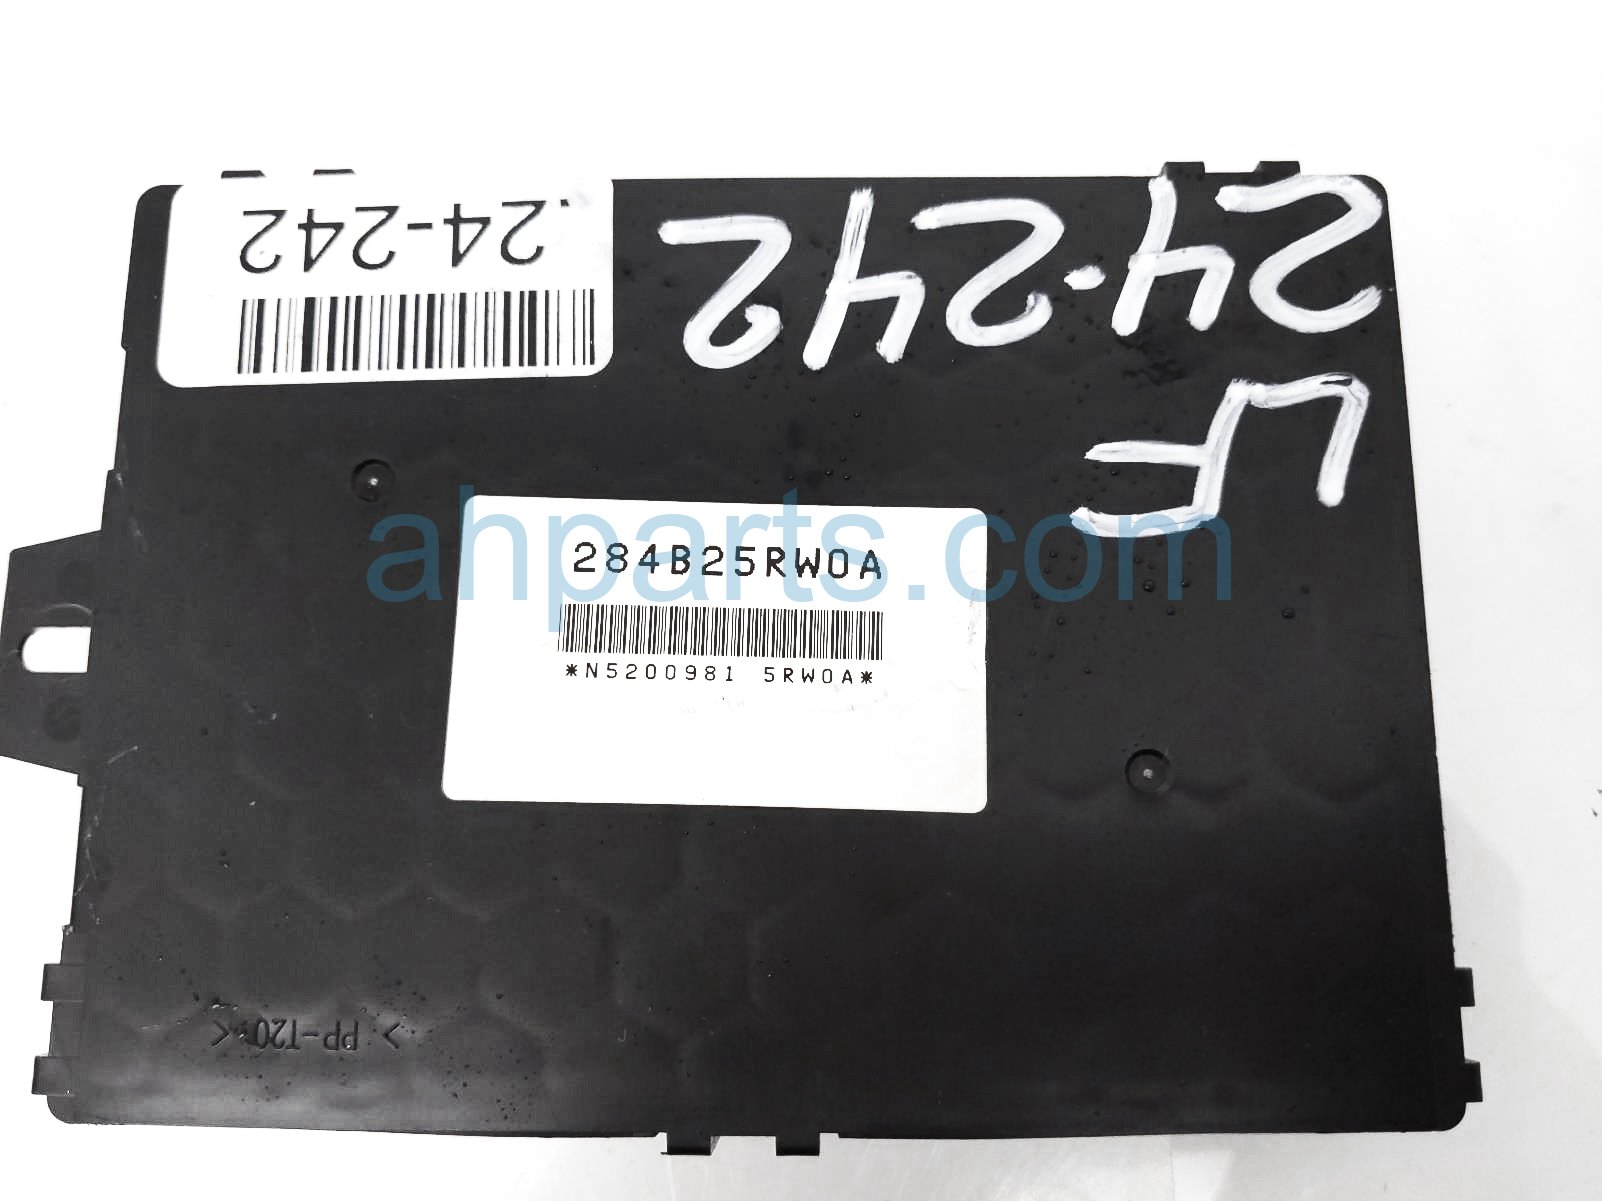 .24-242
24-242
LF
284B25RW0A
*N5200981 5RW0A*
>PP-T20<
ahparts.com